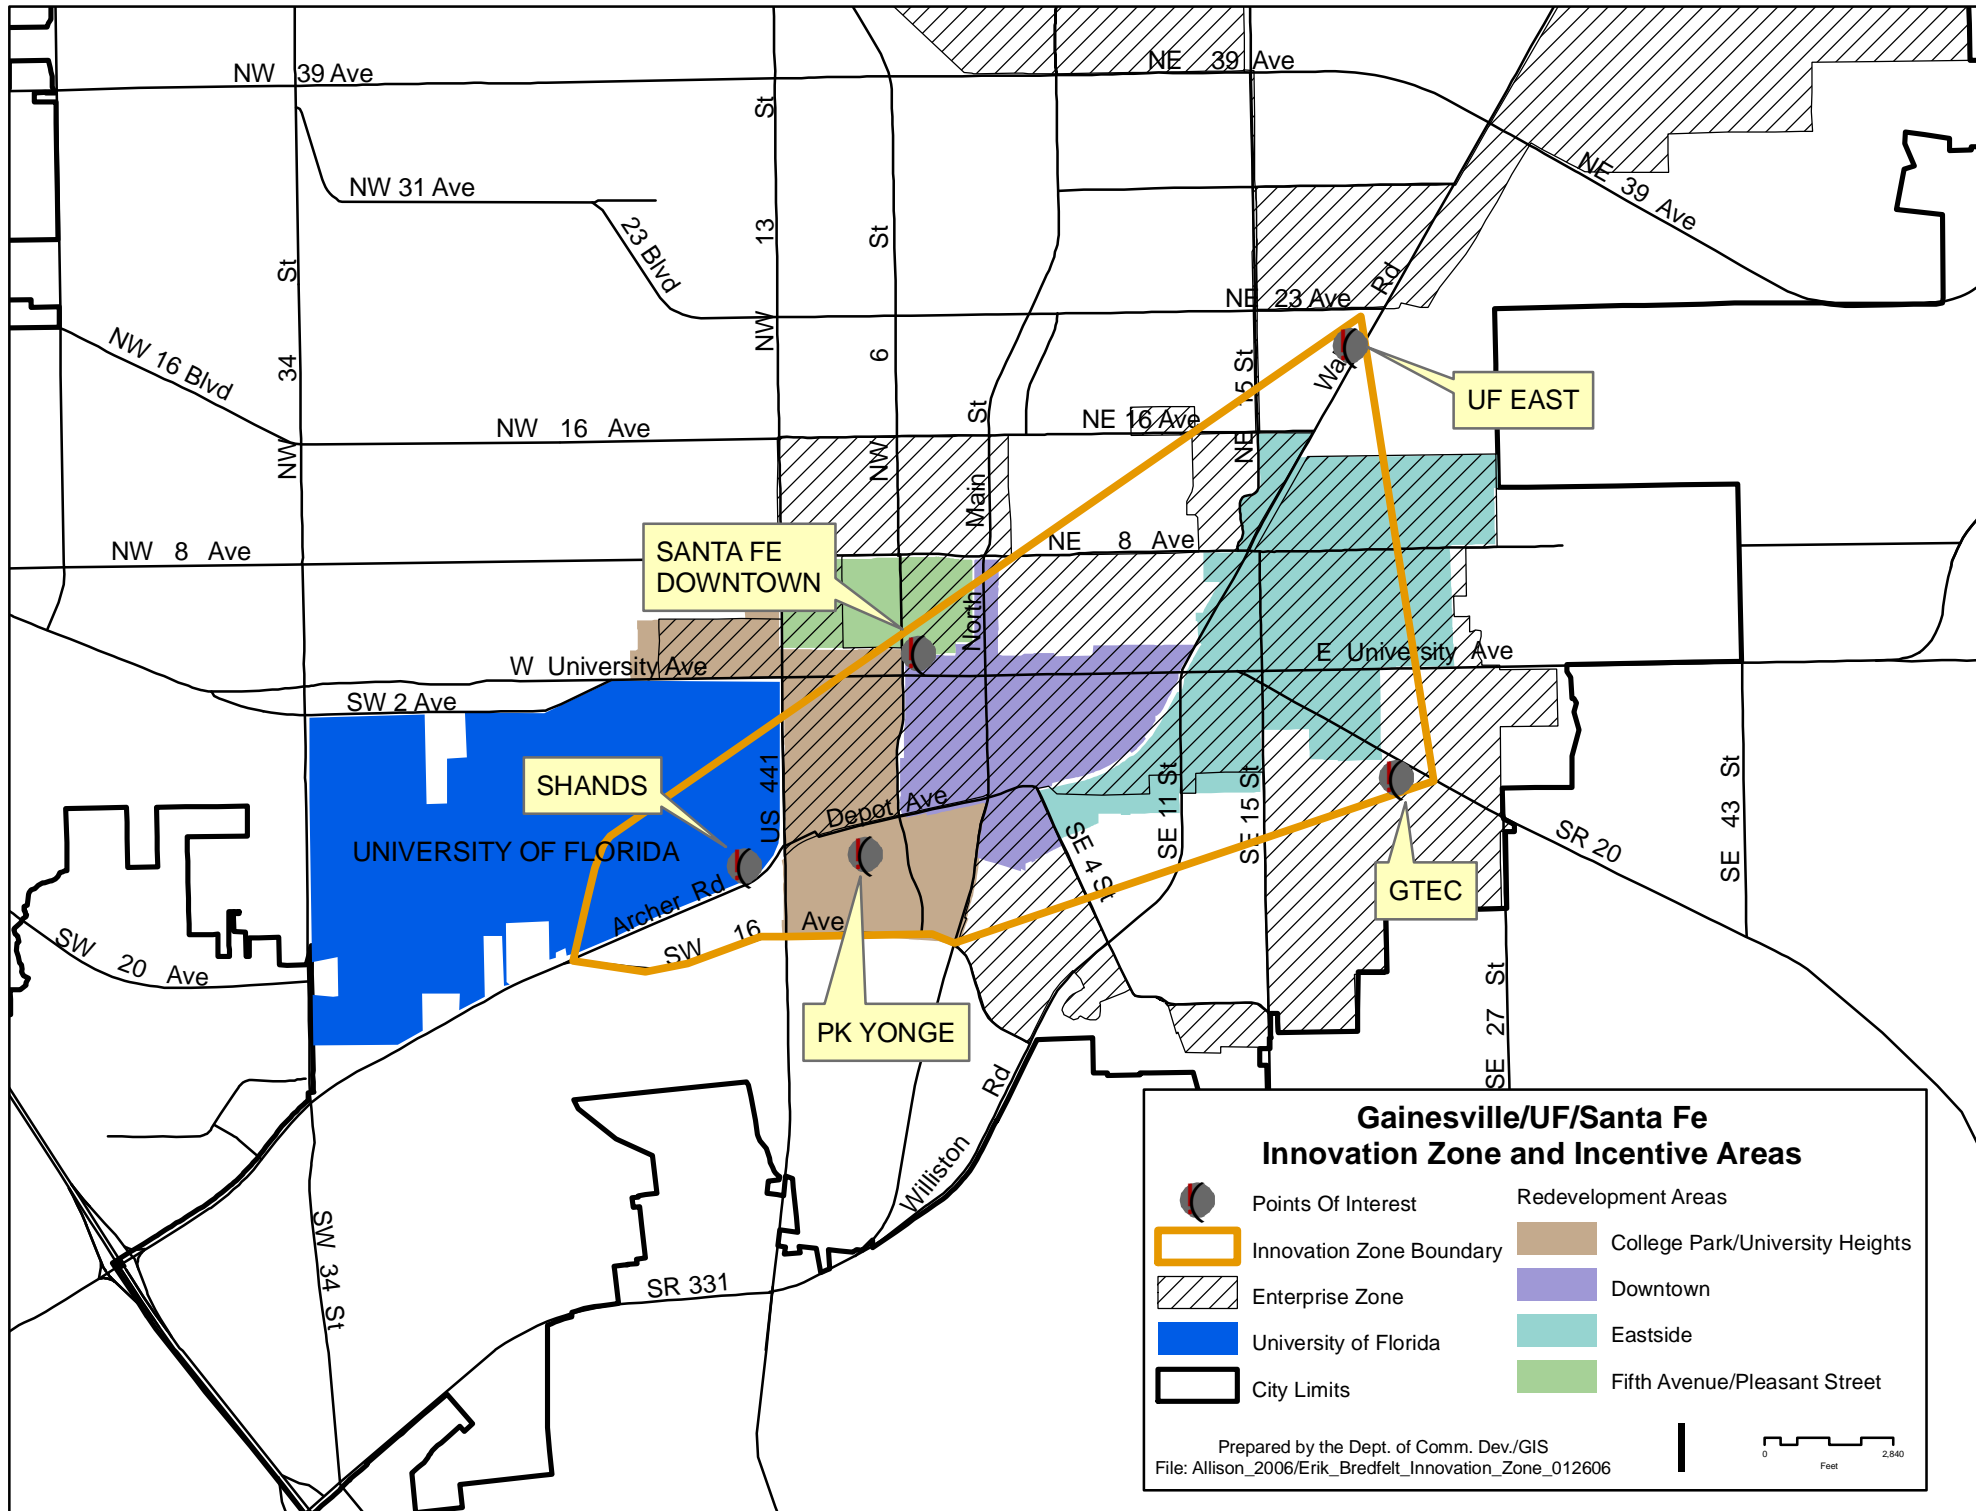 NW 39 Ave
NE 39 Ave
NE 39 Ave
NW 31 Ave
23 Blvd
NW 13 St
NW 6 St
NW 34 St
NE 23 Ave
Rd
Wa
NE 15 St
NW 16 Blvd
NW 16 Ave
NE 16 Ave
UF EAST
North Main St
SANTA FE
DOWNTOWN
NW 8 Ave
NE 8 Ave
W University Ave
E University Ave
SW 2 Ave
SHANDS
US 441
Depot Ave
UNIVERSITY OF FLORIDA
Archer Rd
SW 16 Ave
SE 4 St
SE 11 St
SE 15 St
GTEC
SR 20
SE 43 St
SE 27 St
SW 20 Ave
PK YONGE
Williston Rd
SW 34 St
SR 331
Gainesville/UF/Santa Fe
Innovation Zone and Incentive Areas
Points Of Interest
Innovation Zone Boundary
Enterprise Zone
University of Florida
City Limits
Redevelopment Areas
College Park/University Heights
Downtown
Eastside
Fifth Avenue/Pleasant Street
Prepared by the Dept. of Comm. Dev./GIS
File: Allison_2006/Erik_Bredfelt_Innovation_Zone_012606
0 2,840
Feet